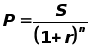 P = S / (1+r)^n